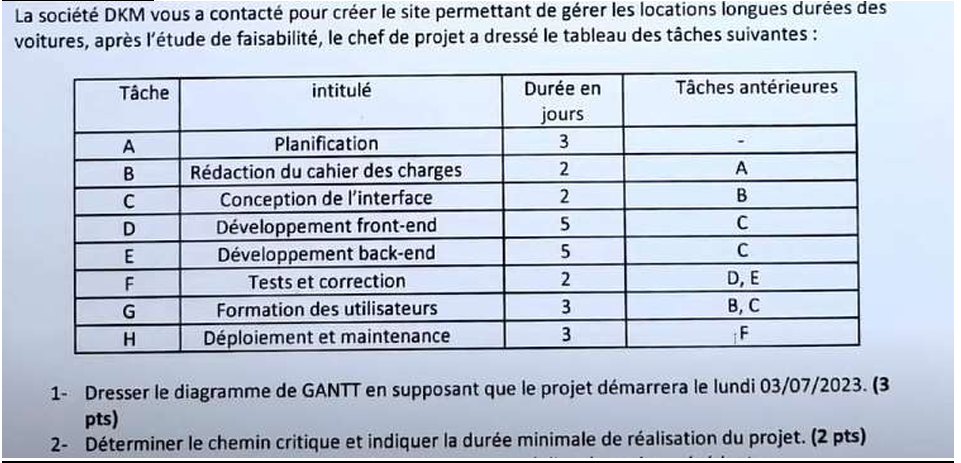 La société DKM vous a contacté pour créer le site permettant de gérer les locations longues durées des
voitures, après l'étude de faisabilité, le chef de projet a dressé le tableau des tâches suivantes :
Tâche intitulé Durée en jours Tâches antérieures
A Planification 3 -
B Rédaction du cahier des charges 2 A
C Conception de l'interface 2 B
D Développement front-end 5 C
E Développement back-end 5 C
F Tests et correction 2 D, E
G Formation des utilisateurs 3 B, C
H Déploiement et maintenance 3 F
1- Dresser le diagramme de GANTT en supposant que le projet démarrera le lundi 03/07/2023. (3
pts)
2- Déterminer le chemin critique et indiquer la durée minimale de réalisation du projet. (2 pts)